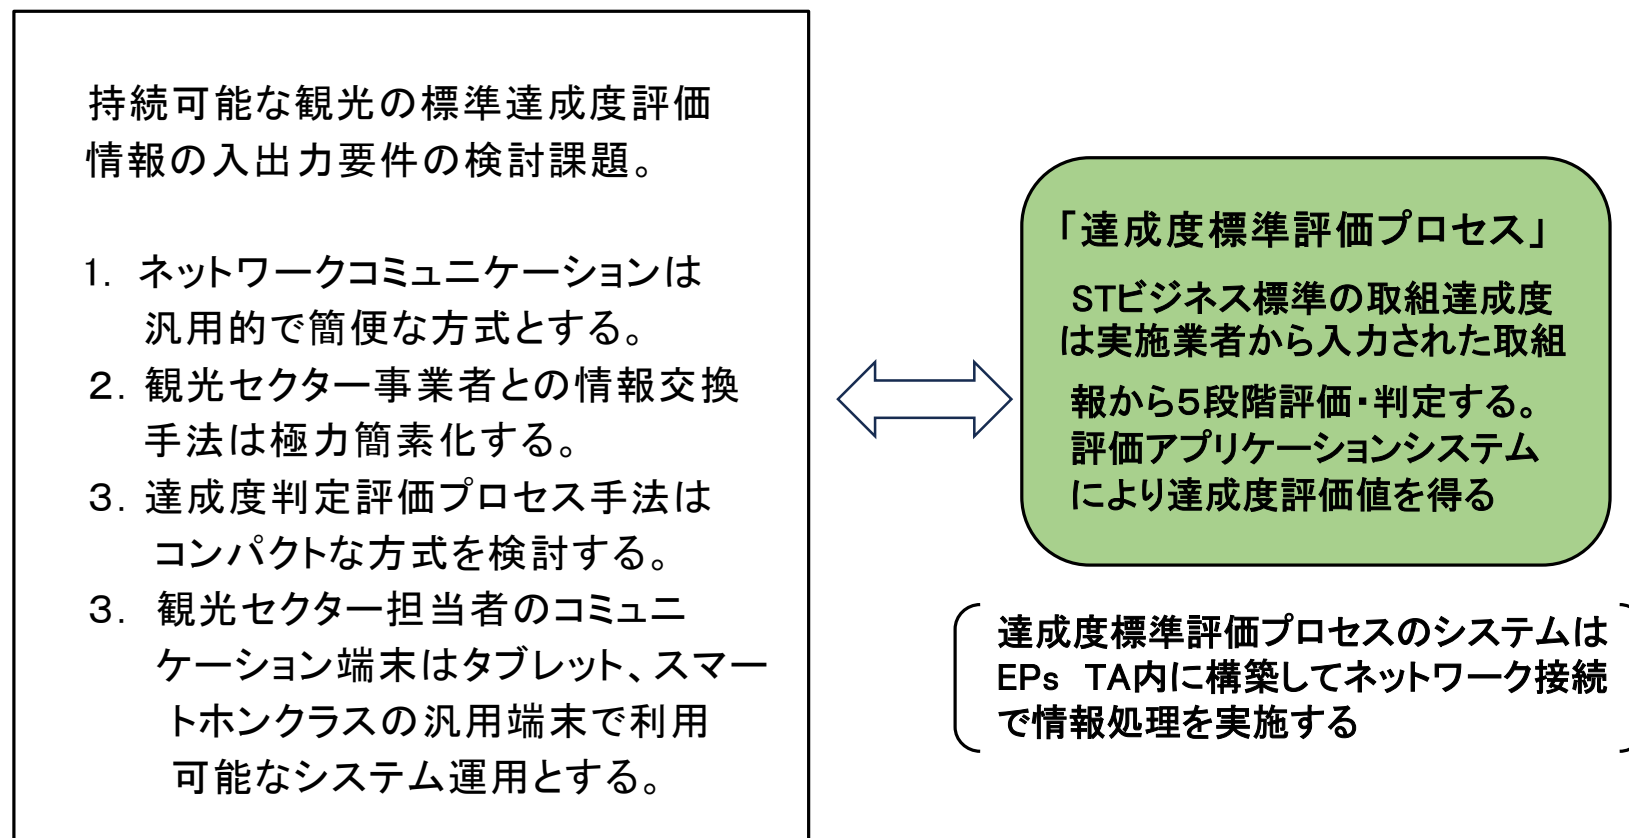 持続可能な観光の標準達成度評価
情報の入出力要件の検討課題。
1. ネットワークコミュニケーションは
汎用的で簡便な方式とする。
２. 観光セクター事業者との情報交換
手法は極力簡素化する。
３. 達成度判定評価プロセス手法は
コンパクトな方式を検討する。
３. 観光セクター担当者のコミュニ
ケーション端末はタブレット、スマー
トホンクラスの汎用端末で利用
可能なシステム運用とする。
「達成度標準評価プロセス」
STビジネス標準の取組達成度
は実施業者から入力された取組
報から５段階評価・判定する。
評価アプリケーションシステム
により達成度評価値を得る
達成度標準評価プロセスのシステムは
EPs　TA内に構築してネットワーク接続
で情報処理を実施する